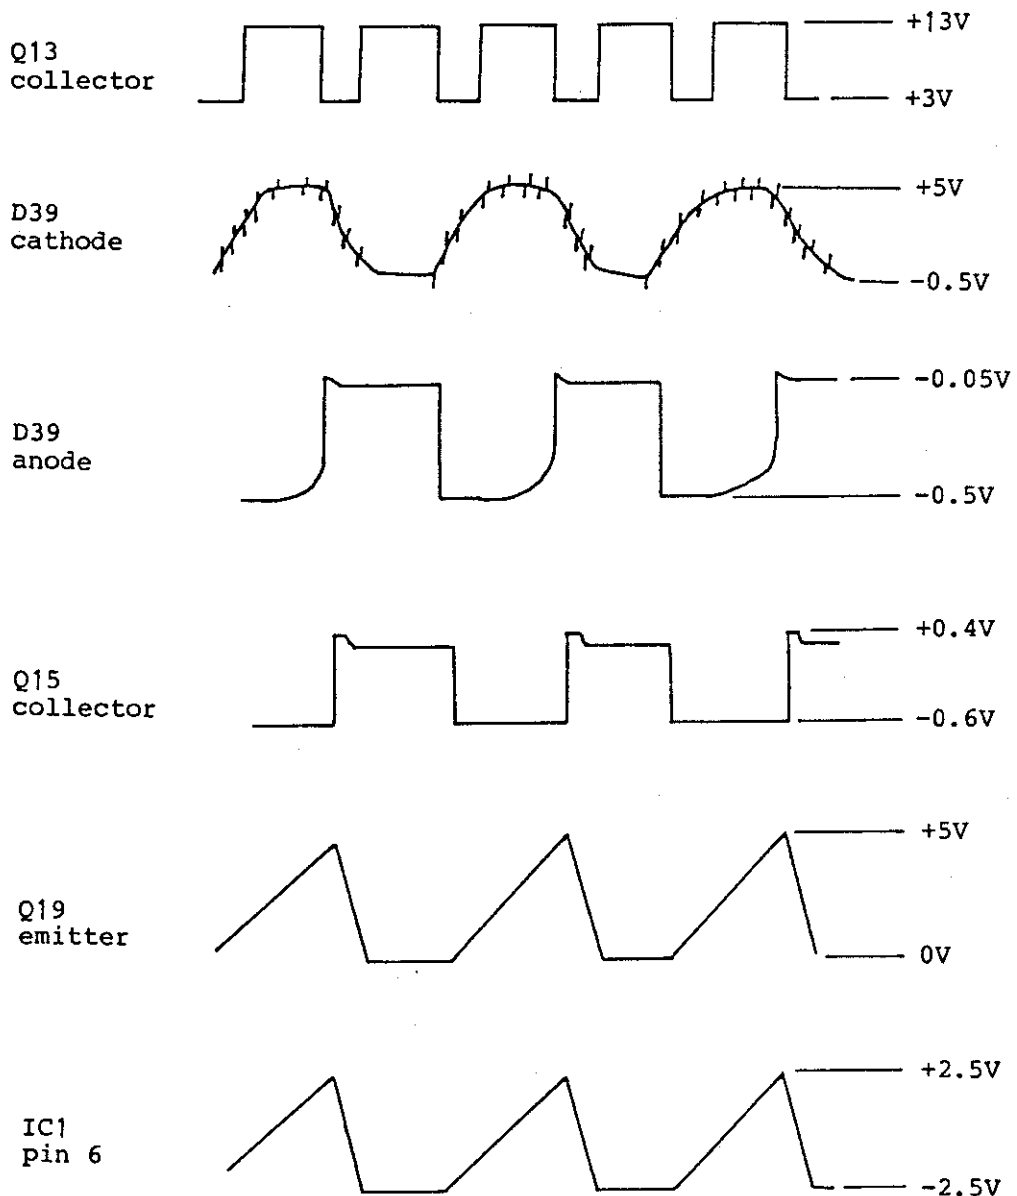 +13V
Q13
collector
+3V
+5V
D39
cathode
-0.5V
-0.05V
D39
anode
-0.5V
+0.4V
Q15
collector
-0.6V
+5V
Q19
emitter
0V
+2.5V
IC1
pin 6
-2.5V